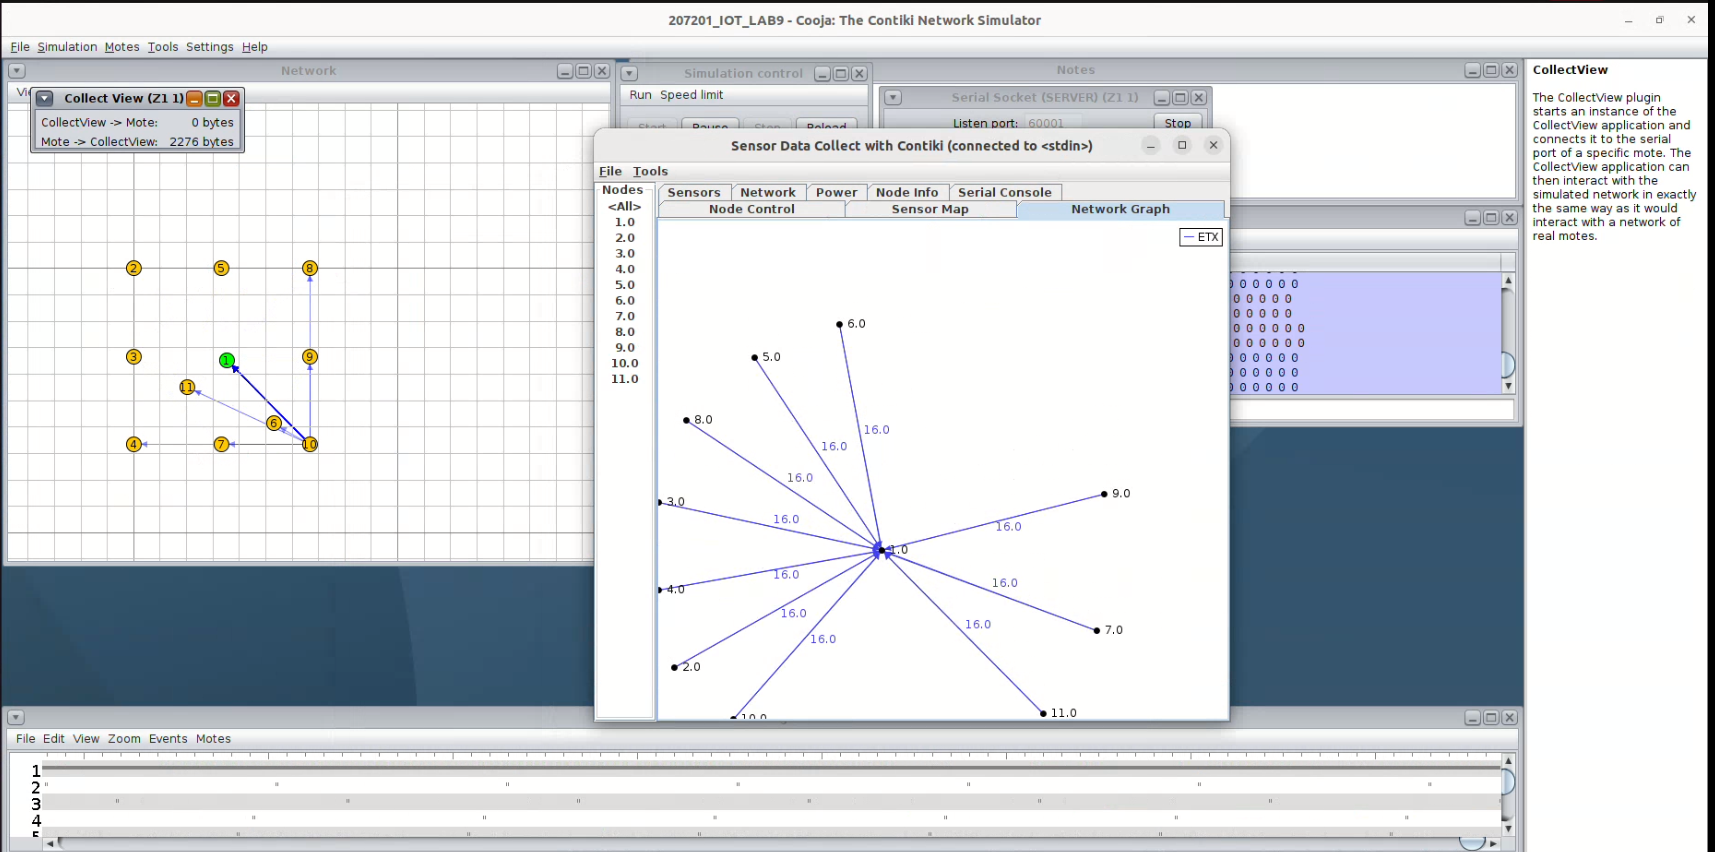 207201_IOT_LAB9 - Cooja: The Contiki Network Simulator
File Simulation Motes Tools Settings Help
Network
Collect View (Z1 1)
CollectView -> Mote: 0 bytes
Mote -> CollectView: 2276 bytes
2 5 8
3 1 9
11
6
4 7 10
Simulation control
Run Speed limit
Start Pause Stop Reload
Notes
Serial Socket (SERVER) (Z1 1)
Listen port: 60001 Stop
Sensor Data Collect with Contiki (connected to <stdin>)
File Tools
Nodes
<All>
1.0
2.0
3.0
4.0
5.0
6.0
7.0
8.0
9.0
10.0
11.0
Sensors Network Power Node Info Serial Console
Node Control Sensor Map Network Graph
ETX
6.0
5.0
8.0
16.0
16.0
16.0
9.0
3.0
16.0
16.0
1.0
16.0
4.0
16.0
16.0
16.0
7.0
16.0
2.0
11.0
10.0
0 0 0 0 0 0
0 0 0 0 0
0 0 0 0 0
0 0 0 0 0 0
0 0 0 0 0 0
0 0 0 0 0 0
0 0 0 0 0 0
0 0 0 0 0 0
CollectView
The CollectView plugin
starts an instance of the
CollectView application and
connects it to the serial
port of a specific mote. The
CollectView application can
then interact with the
simulated network in exactly
the same way as it would
interact with a network of
real motes.
File Edit View Zoom Events Motes
1
2
3
4
5